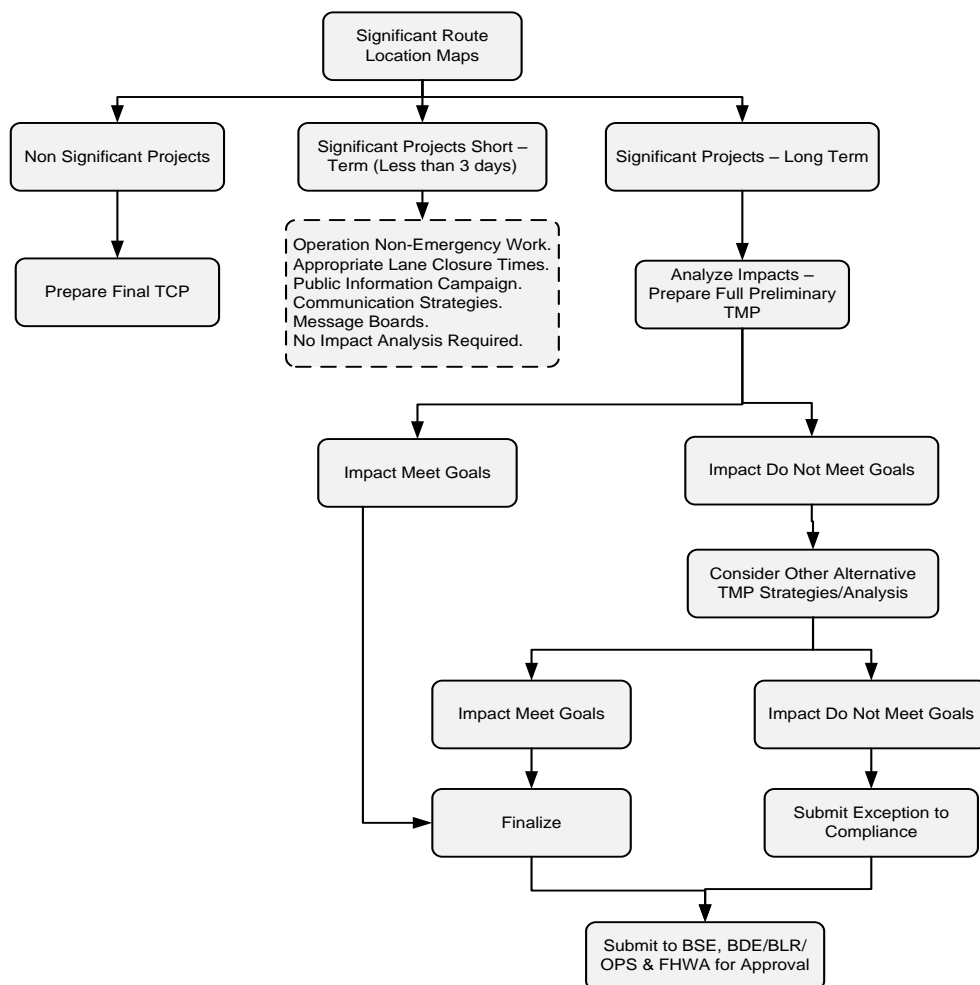 Significant Route
Location Maps
Non Significant Projects
Significant Projects Short –
Term (Less than 3 days)
Significant Projects – Long Term
Prepare Final TCP
Operation Non-Emergency Work.
Appropriate Lane Closure Times.
Public Information Campaign.
Communication Strategies.
Message Boards.
No Impact Analysis Required.
Analyze Impacts –
Prepare Full Preliminary
TMP
Impact Meet Goals
Impact Do Not Meet Goals
Consider Other Alternative
TMP Strategies/Analysis
Impact Meet Goals
Impact Do Not Meet Goals
Finalize
Submit Exception to
Compliance
Submit to BSE, BDE/BLR/
OPS & FHWA for Approval